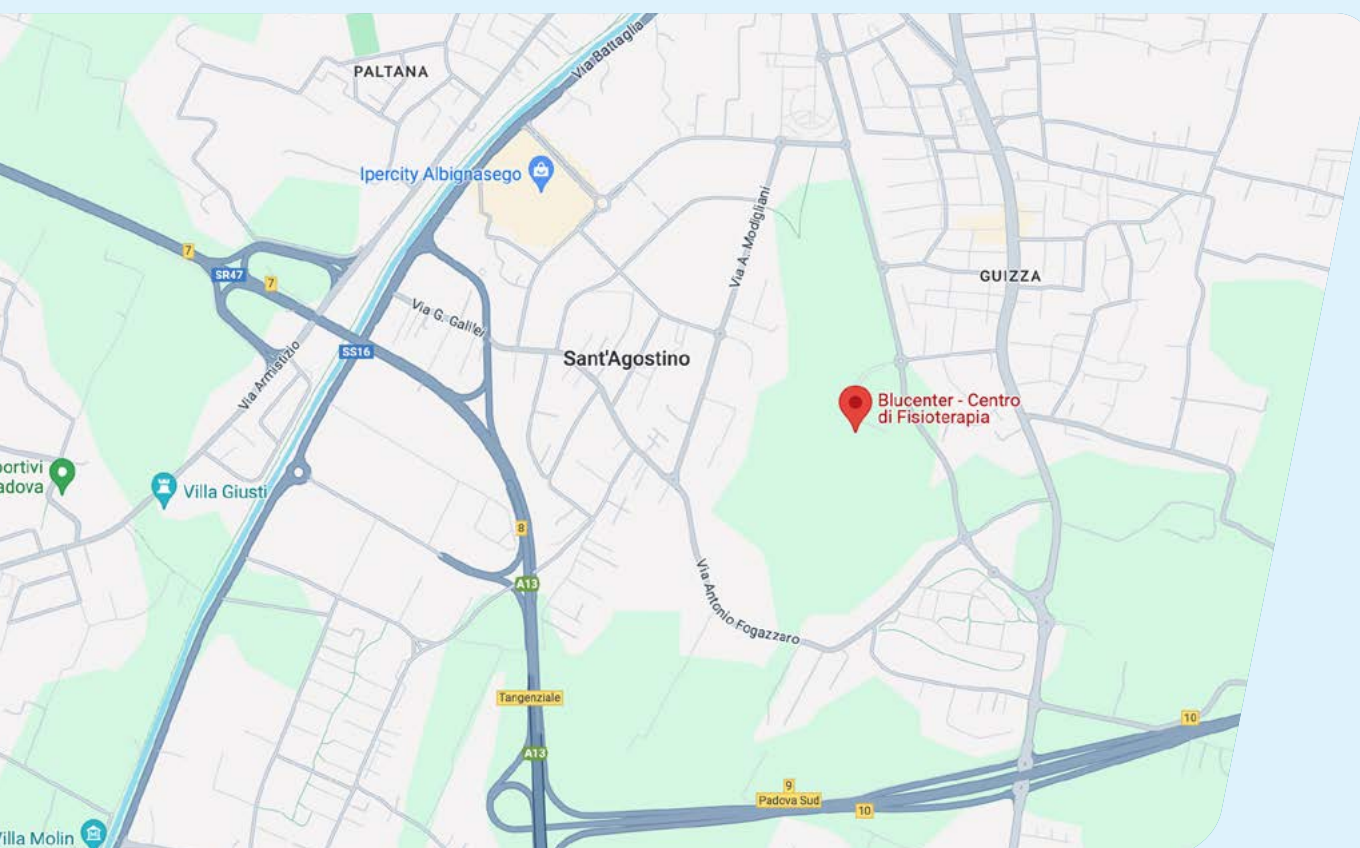 Via Battaglia
PALTANA
Ipercity Albignasego
Via A. Modigliani
7
SR47
7
GUIZZA
Via G. Galilei
SS16
Sant'Agostino
Via Armistizio
Blucenter - Centro
di Fisioterapia
portivi
adova
Villa Giusti
8
A13
Via Antonio Fogazzaro
Tangenziale
10
A13
9
Padova Sud
10
Villa Molin